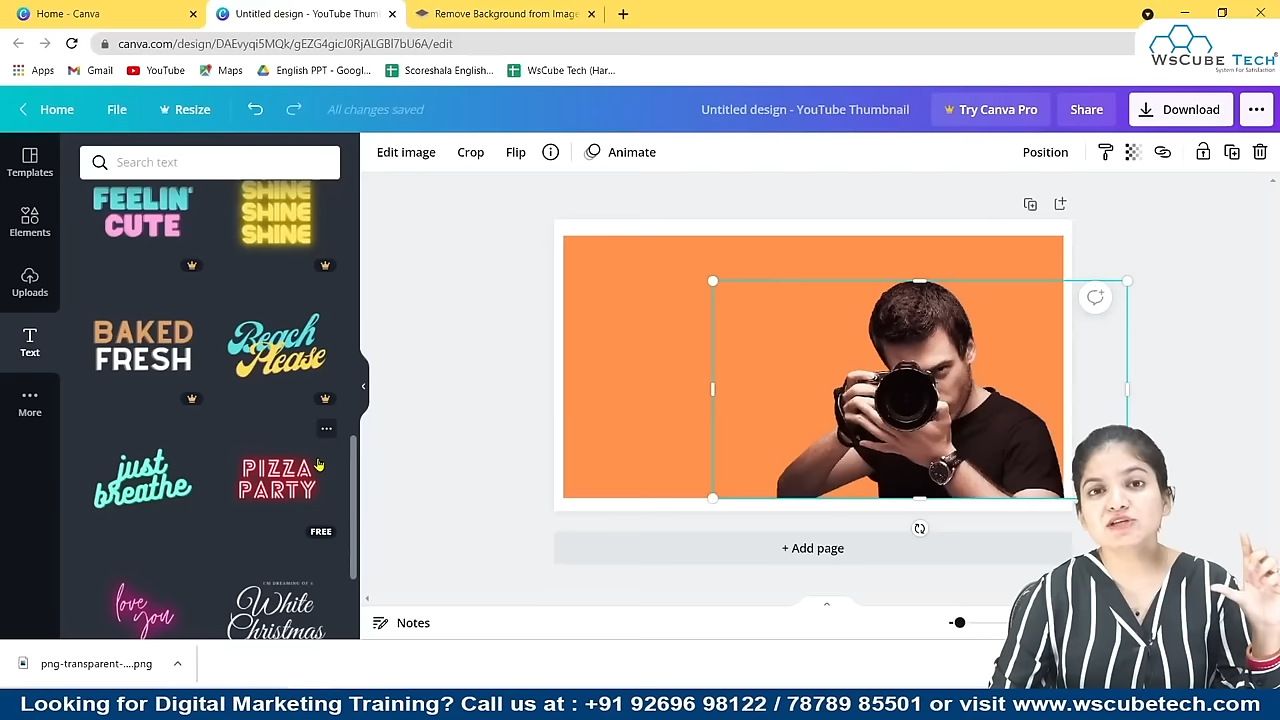 Home - Canva
Untitled design - YouTube Thum
Remove Background from Image
canva.com/design/DAEvyqi5MQk/gEZG4gicJ0RjALGBl7bU6A/edit
WsCube Tech
System For Satisfaction
Apps
Gmail
YouTube
Maps
English PPT - Googl...
Scoreshala English...
WsCube Tech (Har...
Home
File
Resize
All changes saved
Untitled design - YouTube Thumbnail
Try Canva Pro
Share
Download
Templates
Elements
Uploads
Text
More
Search text
Edit image
Crop
Flip
Animate
Position
FEELIN'
CUTE
SHINE
SHINE
SHINE
BAKED
FRESH
Beach
Please
just
breathe
PIZZA
PARTY
FREE
love
you
I'M DREAMING OF A
White
Christmas
+ Add page
Notes
png-transparent-....png
Looking for Digital Marketing Training? Call us at : +91 92696 98122 / 78789 85501 or visit www.wscubetech.com